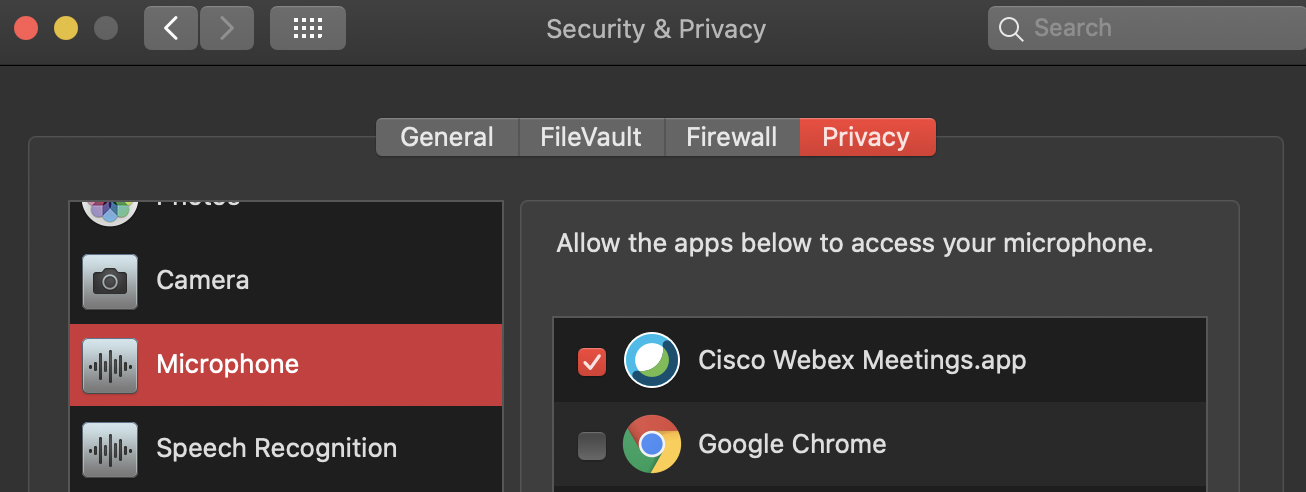 Security & Privacy
Search
General
FileVault
Firewall
Privacy
Photos
Camera
Microphone
Speech Recognition
Allow the apps below to access your microphone.
Cisco Webex Meetings.app
Google Chrome